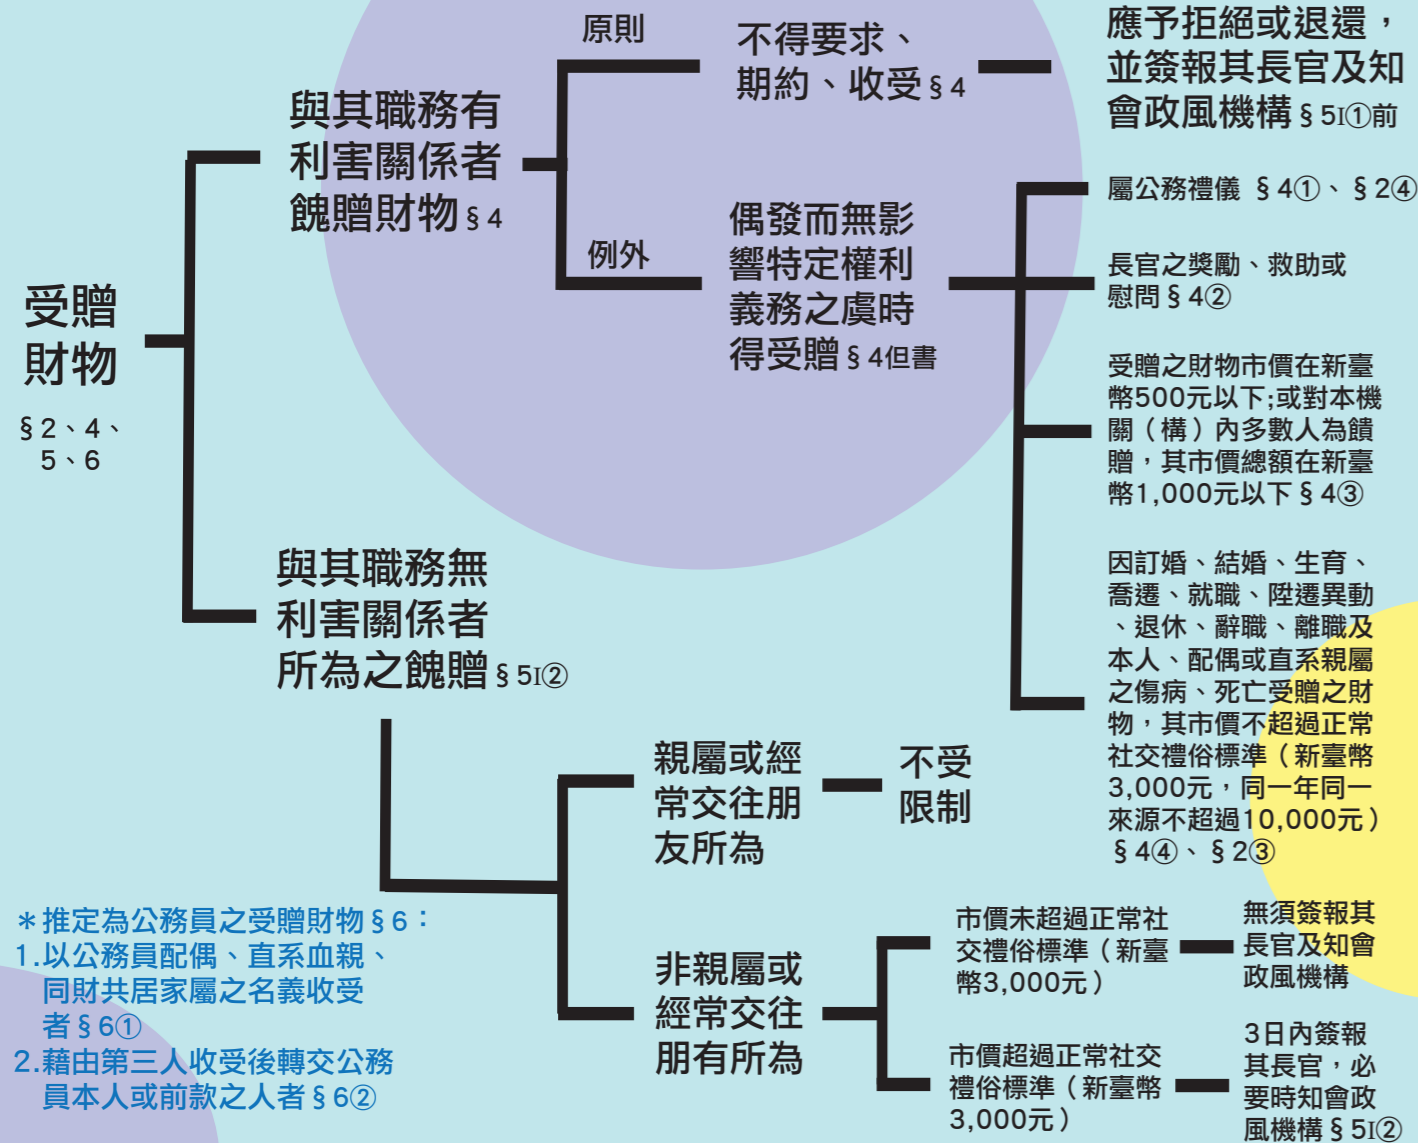 受贈
財物
§2、4、
5、6
與其職務有
利害關係者
餽贈財物§4
原則
不得要求、
期約、收受§4
應予拒絕或退還，
並簽報其長官及知
會政風機構§5I①前
例外
偶發而無影
響特定權利
義務之虞時
得受贈§4但書
屬公務禮儀 §4①、§2④
長官之獎勵、救助或
慰問§4②
受贈之財物市價在新臺
幣500元以下;或對本機
關（構）內多數人為饋
贈，其市價總額在新臺
幣1,000元以下§4③
因訂婚、結婚、生育、
喬遷、就職、陞遷異動
、退休、辭職、離職及
本人、配偶或直系親屬
之傷病、死亡受贈之財
物，其市價不超過正常
社交禮俗標準（新臺幣
3,000元，同一年同一
來源不超過10,000元）
§4④、§2③
與其職務無
利害關係者
所為之餽贈§5I②
親屬或經
常交往朋
友所為
不受
限制
非親屬或
經常交往
朋有所為
市價未超過正常社
交禮俗標準（新臺
幣3,000元）
無須簽報其
長官及知會
政風機構
市價超過正常社交
禮俗標準（新臺幣
3,000元）
3日內簽報
其長官，必
要時知會政
風機構§5I②
＊推定為公務員之受贈財物§6：
1.以公務員配偶、直系血親、
同財共居家屬之名義收受
者§6①
2.藉由第三人收受後轉交公務
員本人或前款之人者§6②